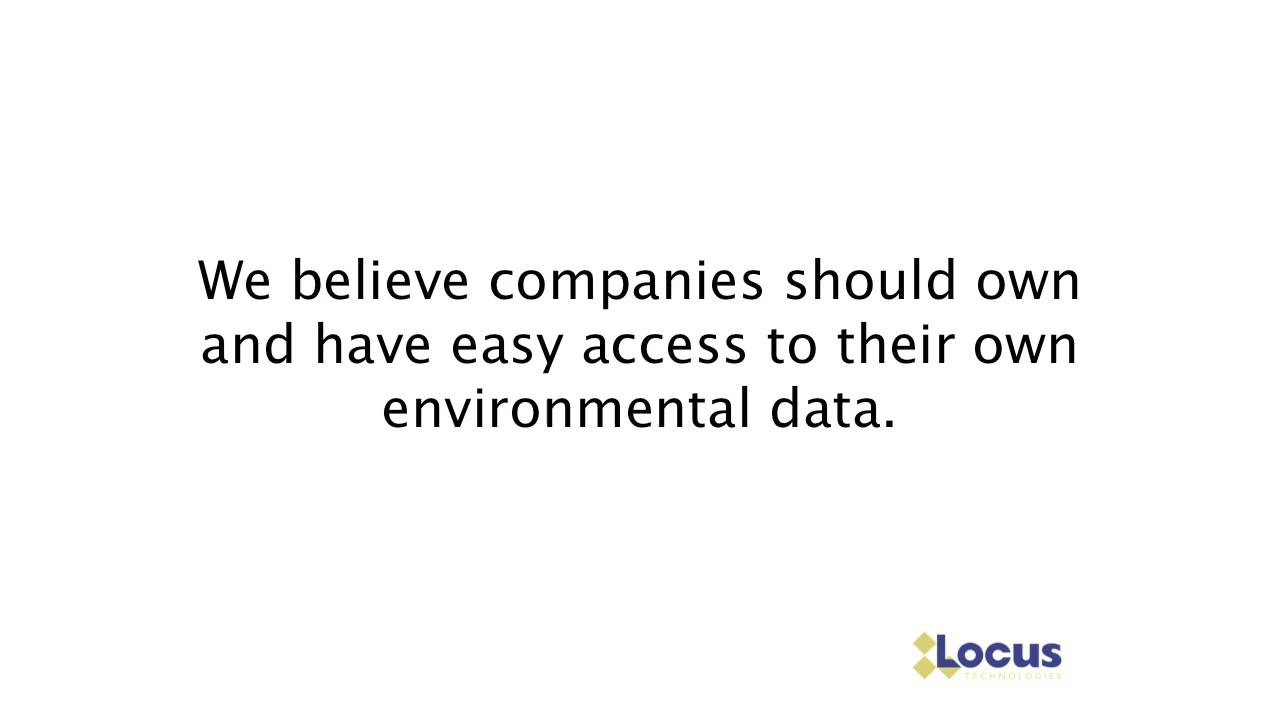 We believe companies should own
and have easy access to their own
environmental data.
Locus
TECHNOLOGIES